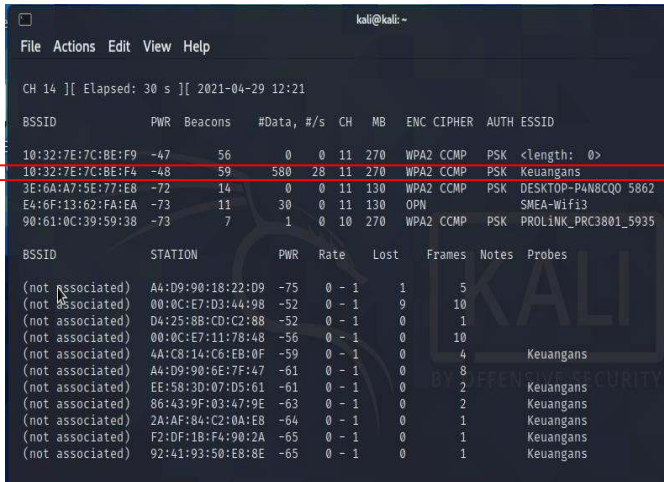 kali@kali: ~
File Actions Edit View Help
CH 14 ][ Elapsed: 30 s ][ 2021-04-29 12:21
BSSID PWR Beacons #Data, #/s CH MB ENC CIPHER AUTH ESSID
10:32:7E:7C:BE:F9 -47 56 0 0 11 270 WPA2 CCMP PSK <length: 0>
10:32:7E:7C:BE:F4 -48 59 580 28 11 270 WPA2 CCMP PSK Keuangans
3E:6A:A7:5E:77:E8 -72 14 0 0 11 130 WPA2 CCMP PSK DESKTOP-P4N8CQO 5862
E4:6F:13:62:FA:EA -73 11 30 0 11 130 OPN SMEA-Wifi3
90:61:0C:39:59:38 -73 7 1 0 10 270 WPA2 CCMP PSK PROLiNK_PRC3801_5935
BSSID STATION PWR Rate Lost Frames Notes Probes
(not associated) A4:D9:90:18:22:D9 -75 0 - 1 1 5
(not associated) 00:0C:E7:D3:44:98 -52 0 - 1 9 10
(not associated) D4:25:8B:CD:C2:88 -52 0 - 1 0 1
(not associated) 00:0C:E7:11:78:48 -56 0 - 1 0 10
(not associated) 4A:C8:14:C6:EB:0F -59 0 - 1 0 4 Keuangans
(not associated) A4:D9:90:6E:7F:47 -61 0 - 1 0 8
(not associated) EE:58:3D:07:D5:61 -61 0 - 1 0 2 Keuangans
(not associated) 86:43:9F:03:47:9E -63 0 - 1 0 2 Keuangans
(not associated) 2A:AF:84:C2:0A:E8 -64 0 - 1 0 1 Keuangans
(not associated) F2:DF:1B:F4:90:2A -65 0 - 1 0 1 Keuangans
(not associated) 92:41:93:50:E8:8E -65 0 - 1 0 1 Keuangans
KALI
BY OFFENSIVE SECURITY